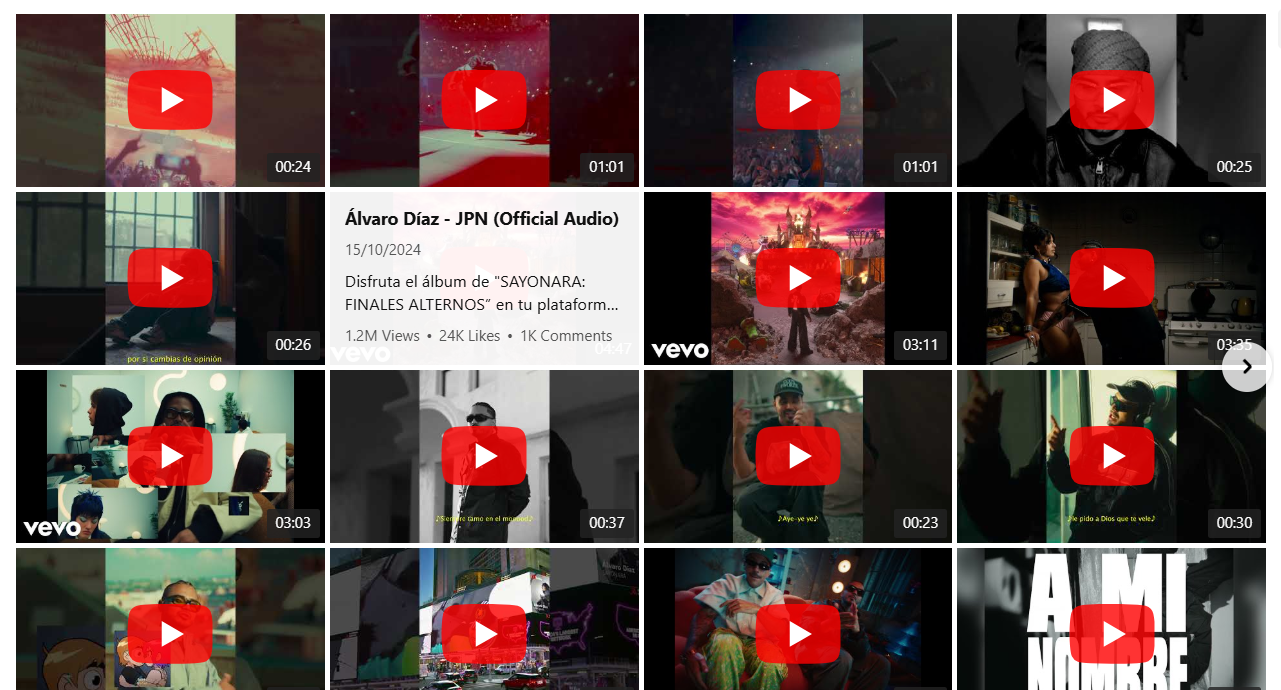 00:24
01:01
01:01
00:25
por si cambias de opinión
00:26
Álvaro Díaz - JPN (Official Audio)
15/10/2024
Disfruta el álbum de "SAYONARA:
FINALES ALTERNOS" en tu plataform...
1.2M Views • 24K Likes • 1K Comments
vevo
04:47
vevo
03:11
03:35
vevo
03:03
00:37
♪Aye-ye ye♪
00:23
♪le pido a Dios que te vele♪
00:30
A MI
NOMBRE